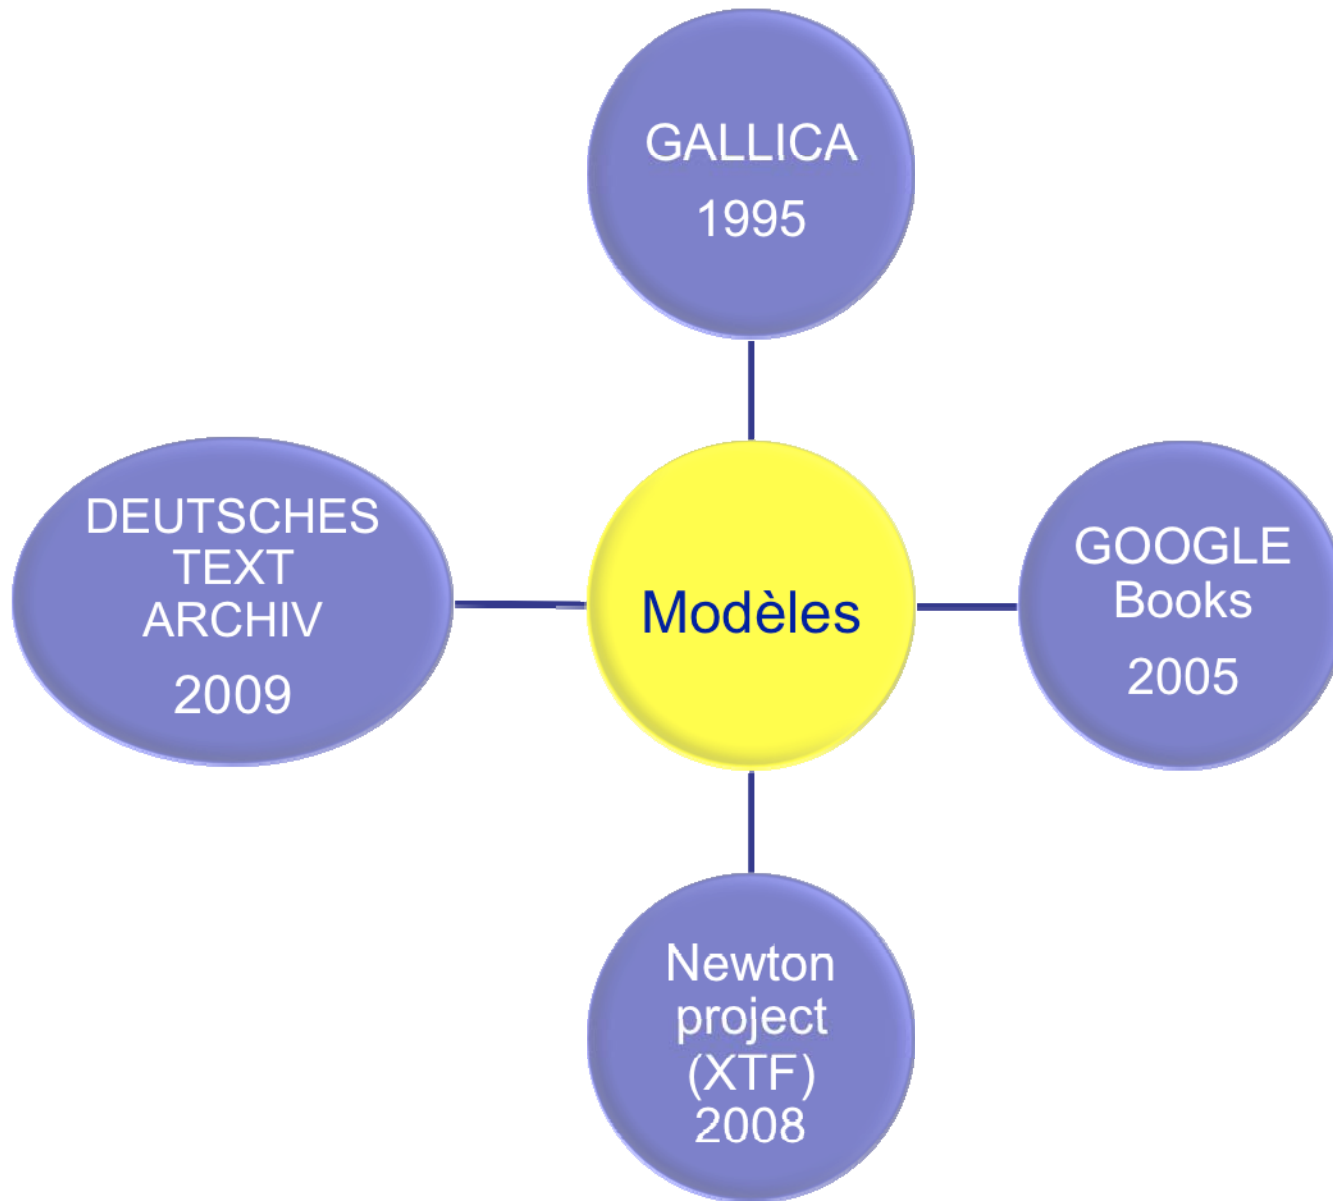 GALLICA
1995
DEUTSCHES
TEXT
ARCHIV
2009
Modèles
GOOGLE
Books
2005
Newton
project
(XTF)
2008